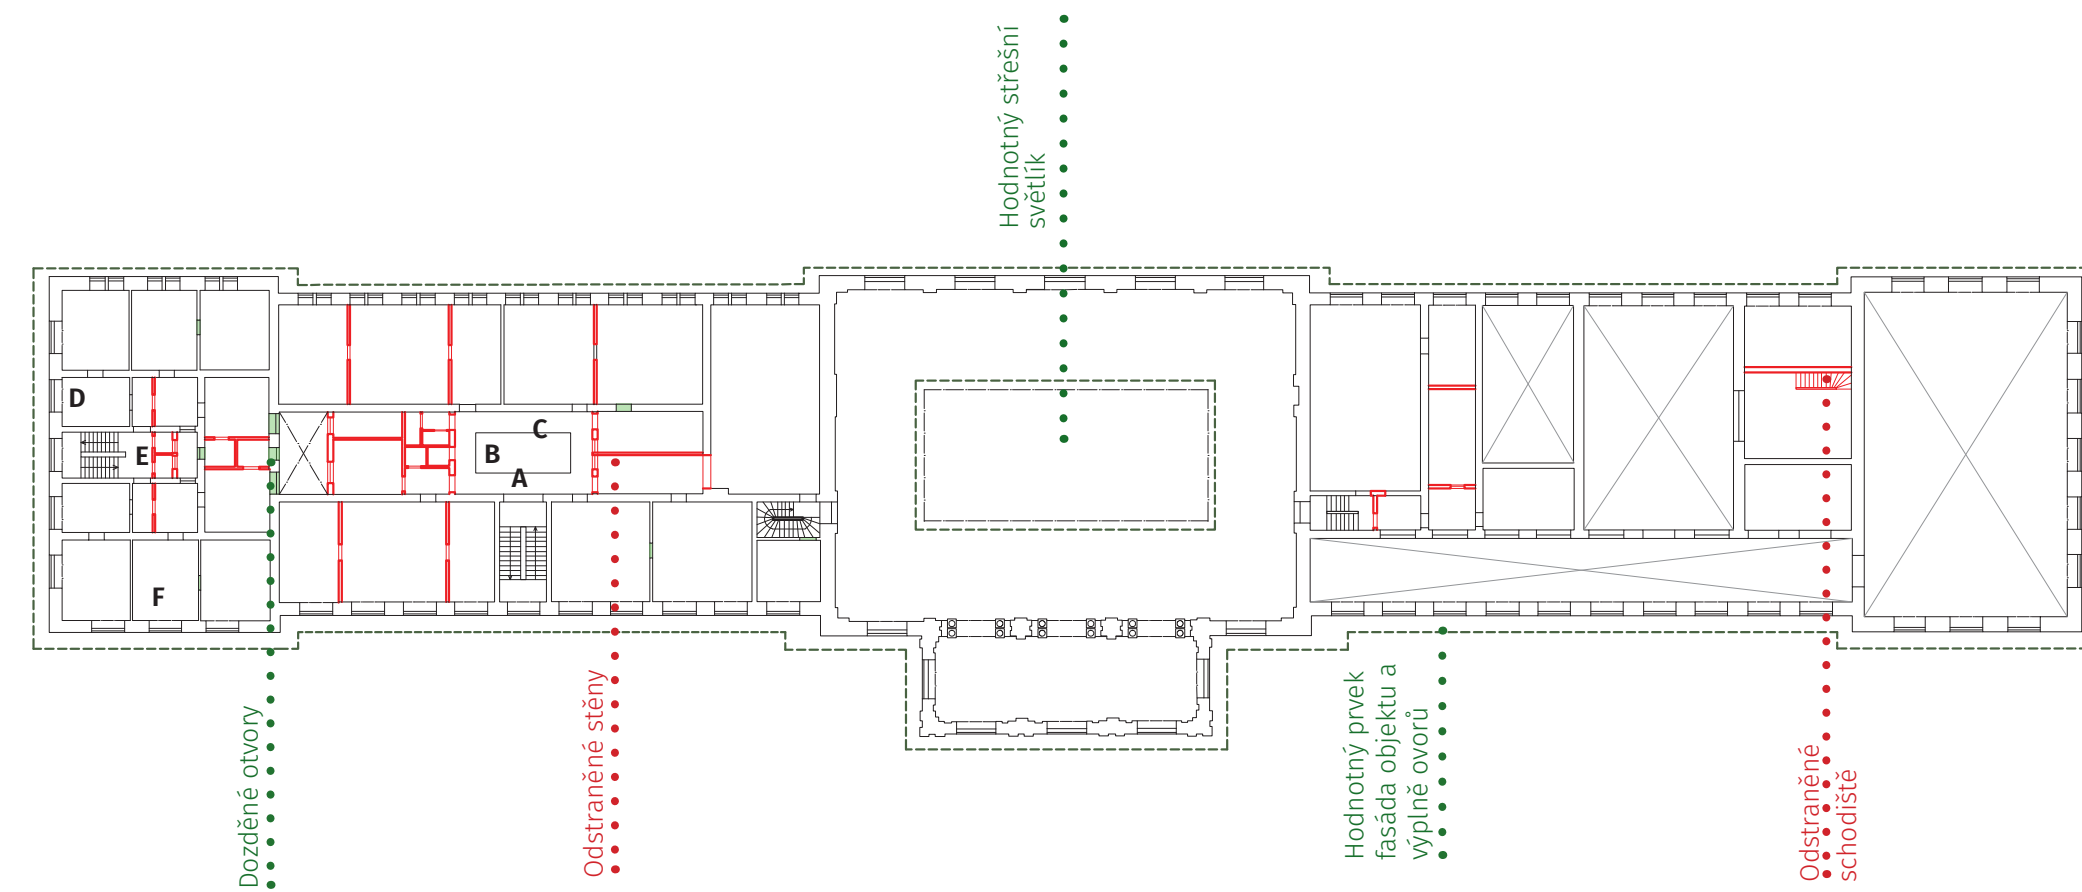 Hodnotný střešní
světlík
D
C
E
B
A
F
Dozděné otvory
Odstraněné stěny
Hodnotný prvek
fasáda objektu a
výplně ovorů
Odstraněné
schodiště